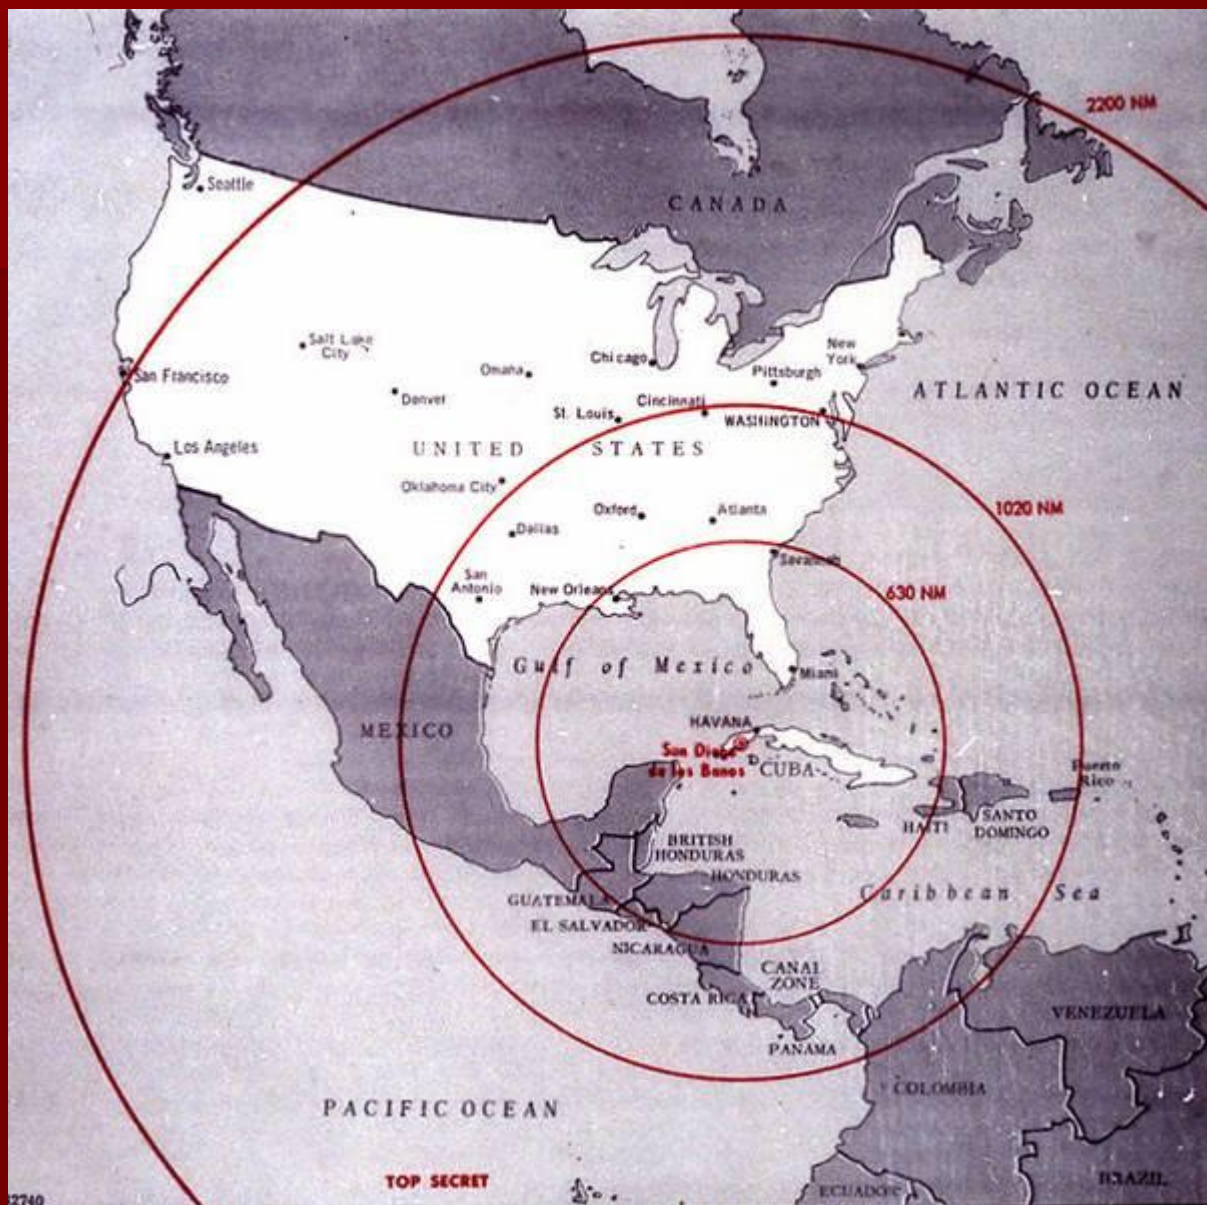 2200 NM
Seattle
CANADA
Salt Lake
City
Chicago
New
York
San Francisco
Omaha
Pittsburgh
ATLANTIC OCEAN
Denver
Cincinnati
St. Louis
WASHINGTON
Los Angeles
UNITED STATES
Oklahoma City
1020 NM
Oxford
Atlanta
Dallas
Savannah
San
Antonio
New Orleans
630 NM
Gulf of Mexico
Miami
HAVANA
MEXICO
San Diego
de los Banos
CUBA
Puerto
Rico
HAITI
SANTO
DOMINGO
BRITISH
HONDURAS
HONDURAS
GUATEMALA
Caribbean Sea
EL SALVADOR
NICARAGUA
CANAL
ZONE
COSTA RICA
VENEZUELA
PANAMA
COLOMBIA
PACIFIC OCEAN
TOP SECRET
BRAZIL
ECUADOR